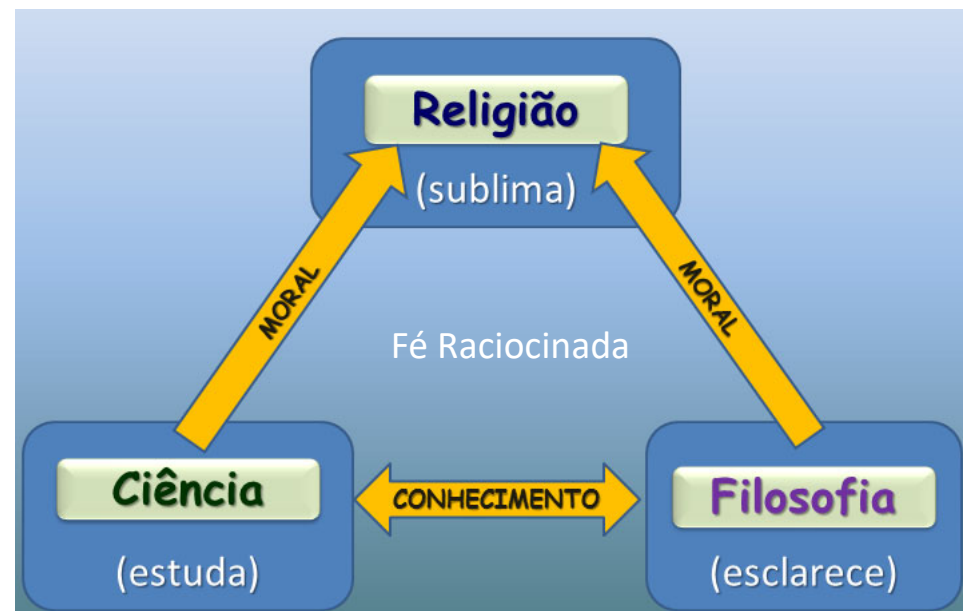 Religião
(sublima)
MORAL
MORAL
Fé Raciocinada
Ciência
(estuda)
CONHECIMENTO
Filosofia
(esclarece)